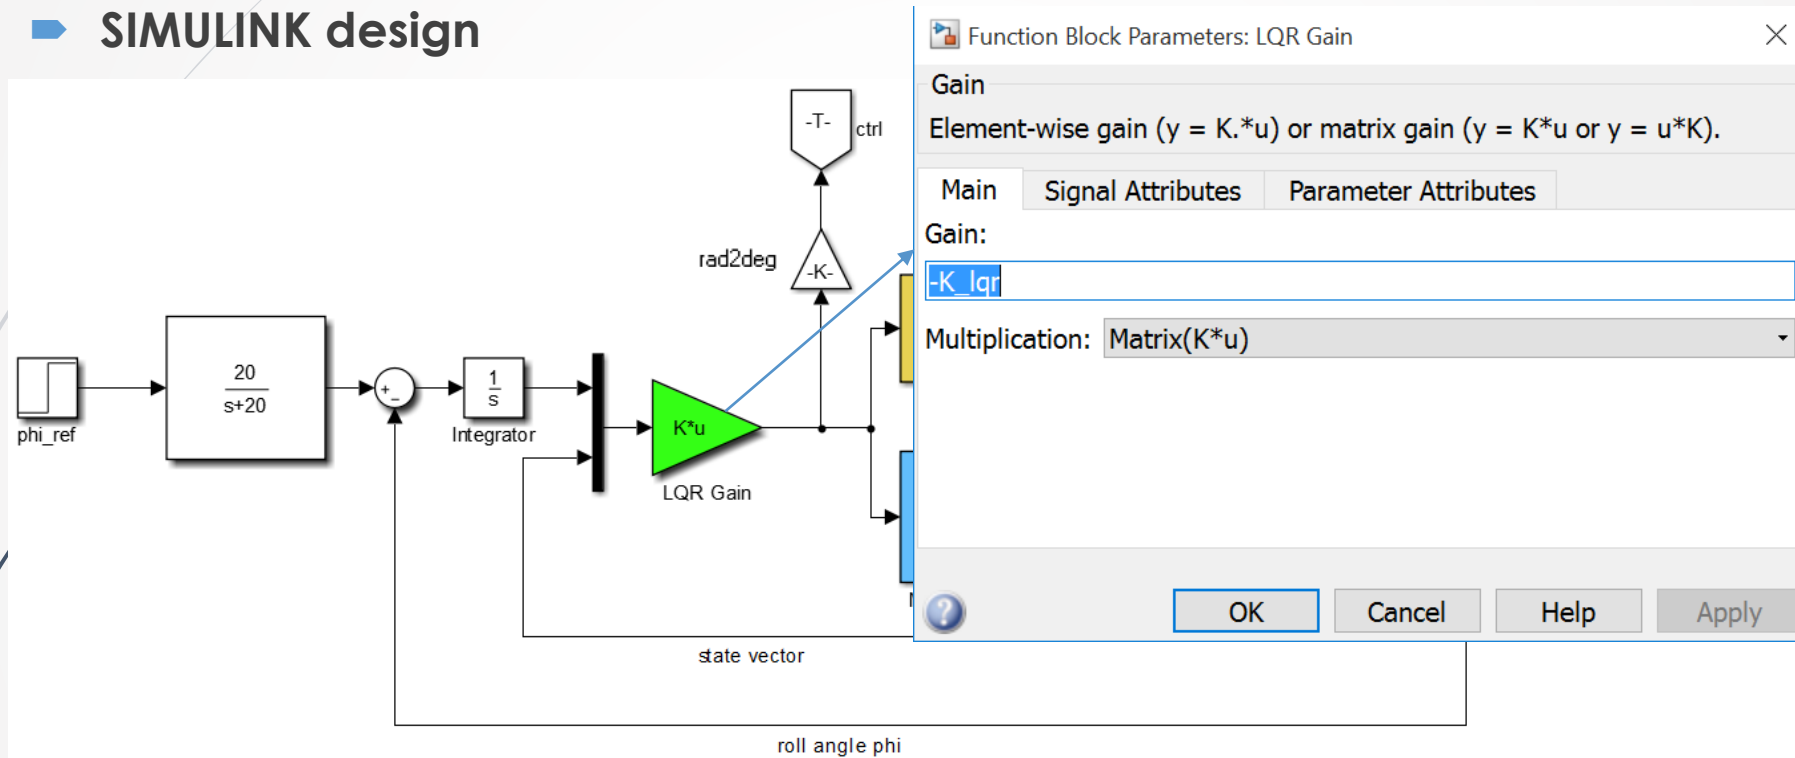 SIMULINK design
Function Block Parameters: LQR Gain
Gain
Element-wise gain (y = K.*u) or matrix gain (y = K*u or y = u*K).
Main
Signal Attributes
Parameter Attributes
Gain:
-K_lqr
Multiplication:
Matrix(K*u)
OK
Cancel
Help
Apply
-T-
ctrl
rad2deg
-K-
phi_ref
20
s+20
+
−
1
s
Integrator
K*u
LQR Gain
state vector
roll angle phi